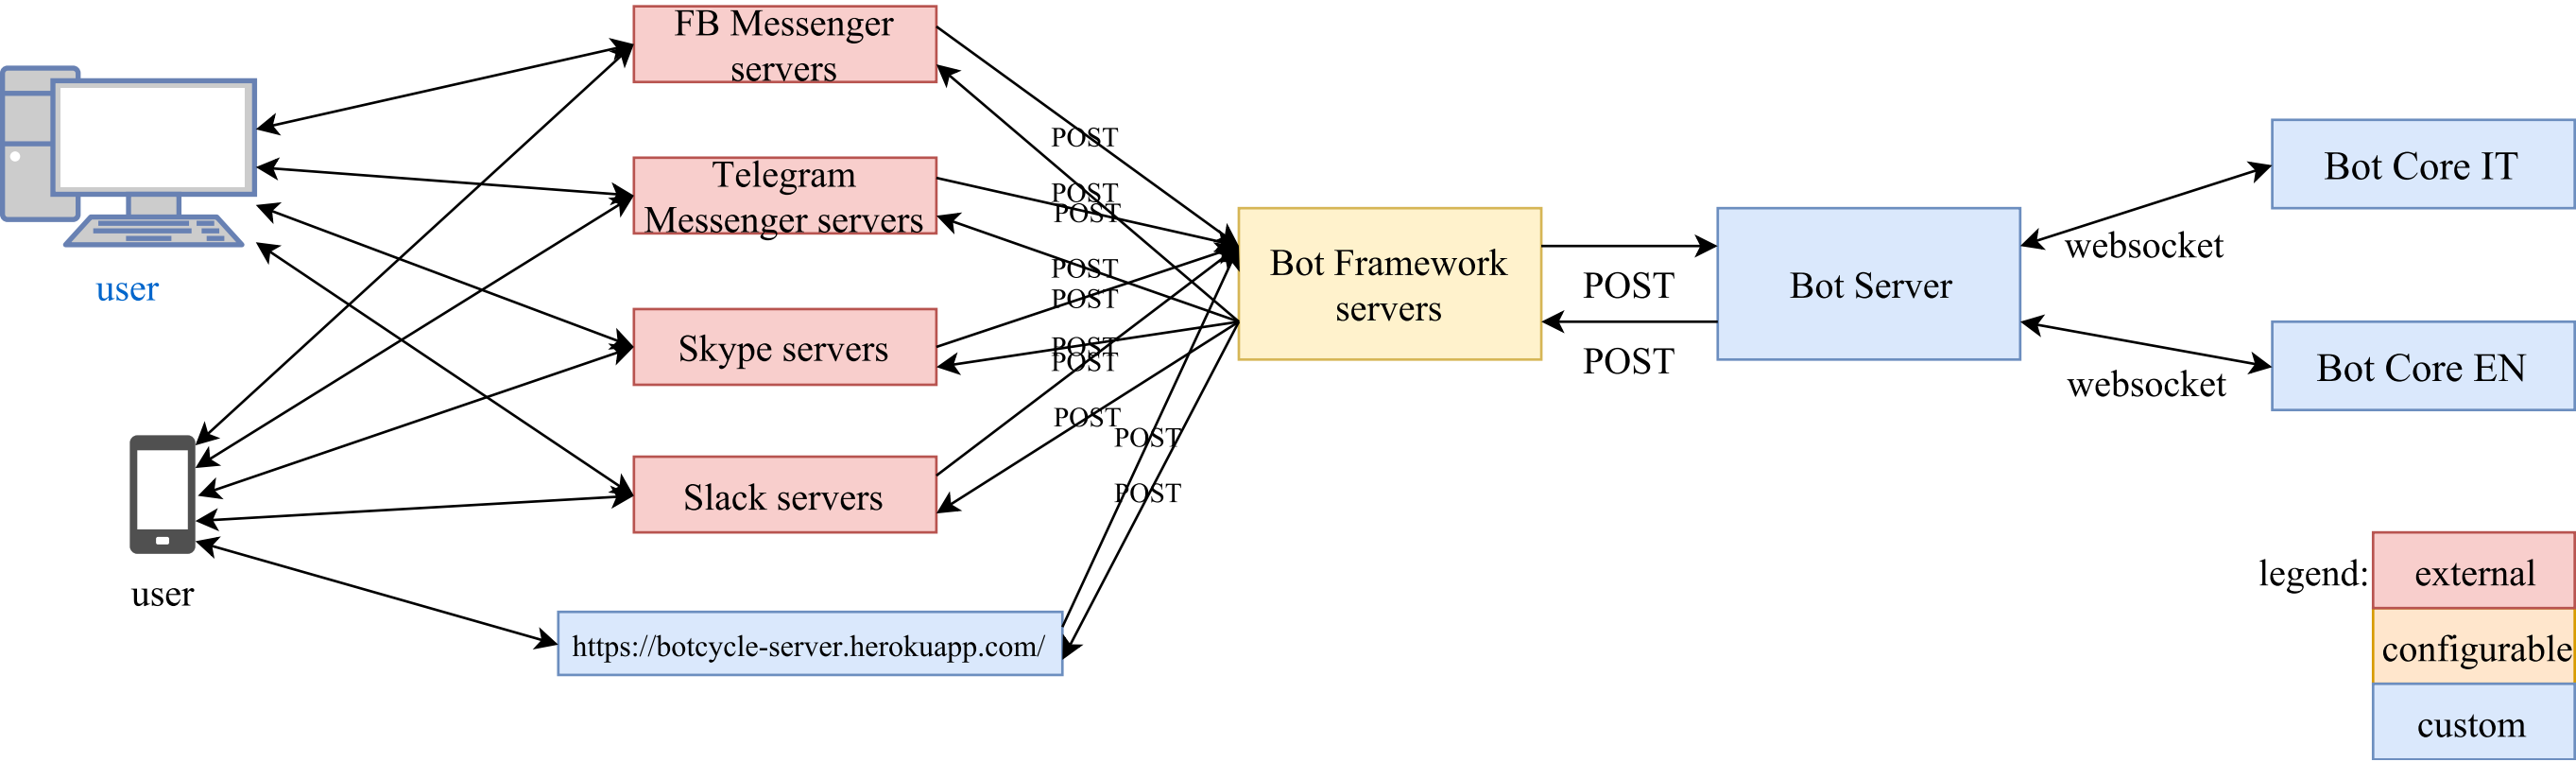 FB Messenger
servers
Telegram
Messenger servers
Skype servers
Slack servers
https://botcycle-server.herokuapp.com/
user
user
POST
POST
POST
POST
POST
POST
POST
POST
POST
POST
Bot Framework
servers
POST
POST
Bot Server
websocket
websocket
Bot Core IT
Bot Core EN
legend:
external
configurable
custom